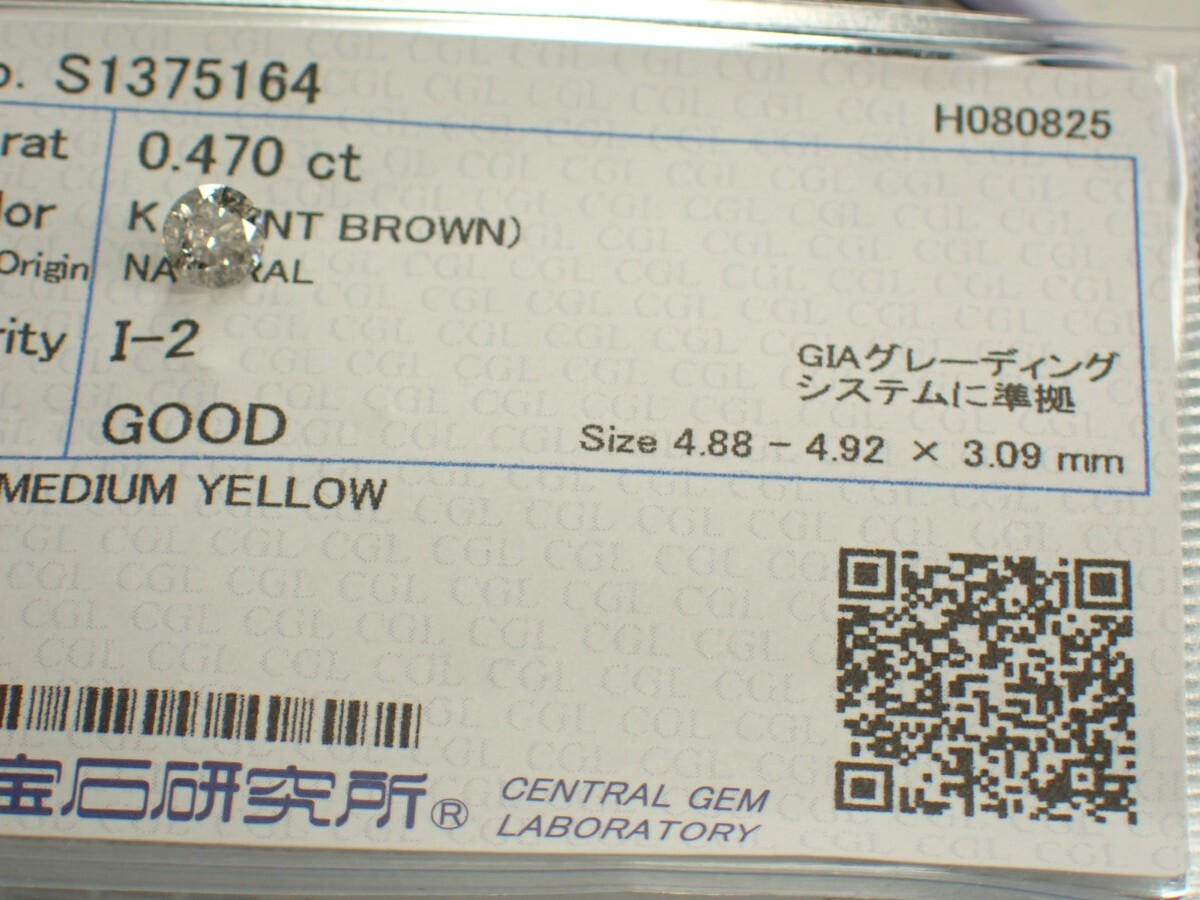 o. S1375164
H080825
rat 0.470 ct
lor K NT BROWN)
Origin NA RAL
rity I-2
GIAグレーディング
システムに準拠
GOOD
Size 4.88 - 4.92 × 3.09 mm
MEDIUM YELLOW
宝石研究所®
CENTRAL GEM
LABORATORY